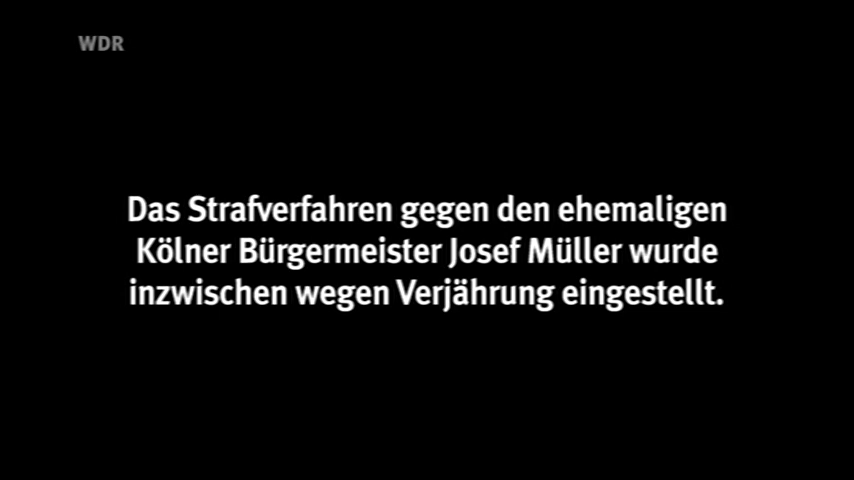 WDR
Das Strafverfahren gegen den ehemaligen
Kölner Bürgermeister Josef Müller wurde
inzwischen wegen Verjährung eingestellt.